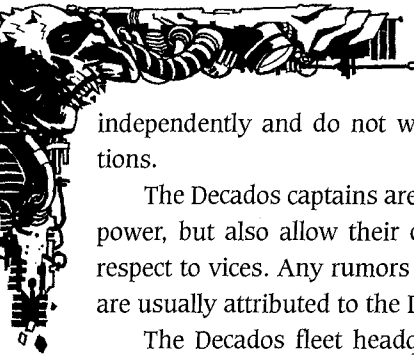 independently and do not w
tions.
The Decados captains are
power, but also allow their
respect to vices. Any rumors
are usually attributed to the
The Decados fleet headq